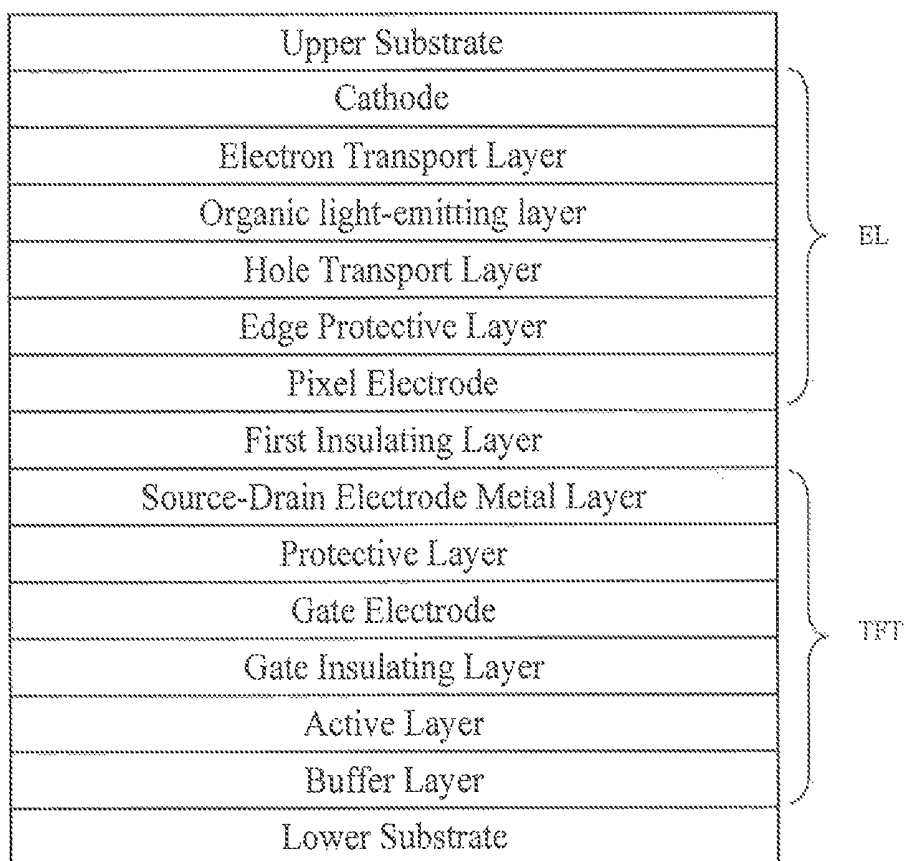 Upper Substrate
Cathode
Electron Transport Layer
Organic light-emitting layer
EL
Hole Transport Layer
Edge Protective Layer
Pixel Electrode
First Insulating Layer
Source-Drain Electrode Metal Layer
Protective Layer
Gate Electrode
TFT
Gate Insulating Layer
Active Layer
Buffer Layer
Lower Substrate